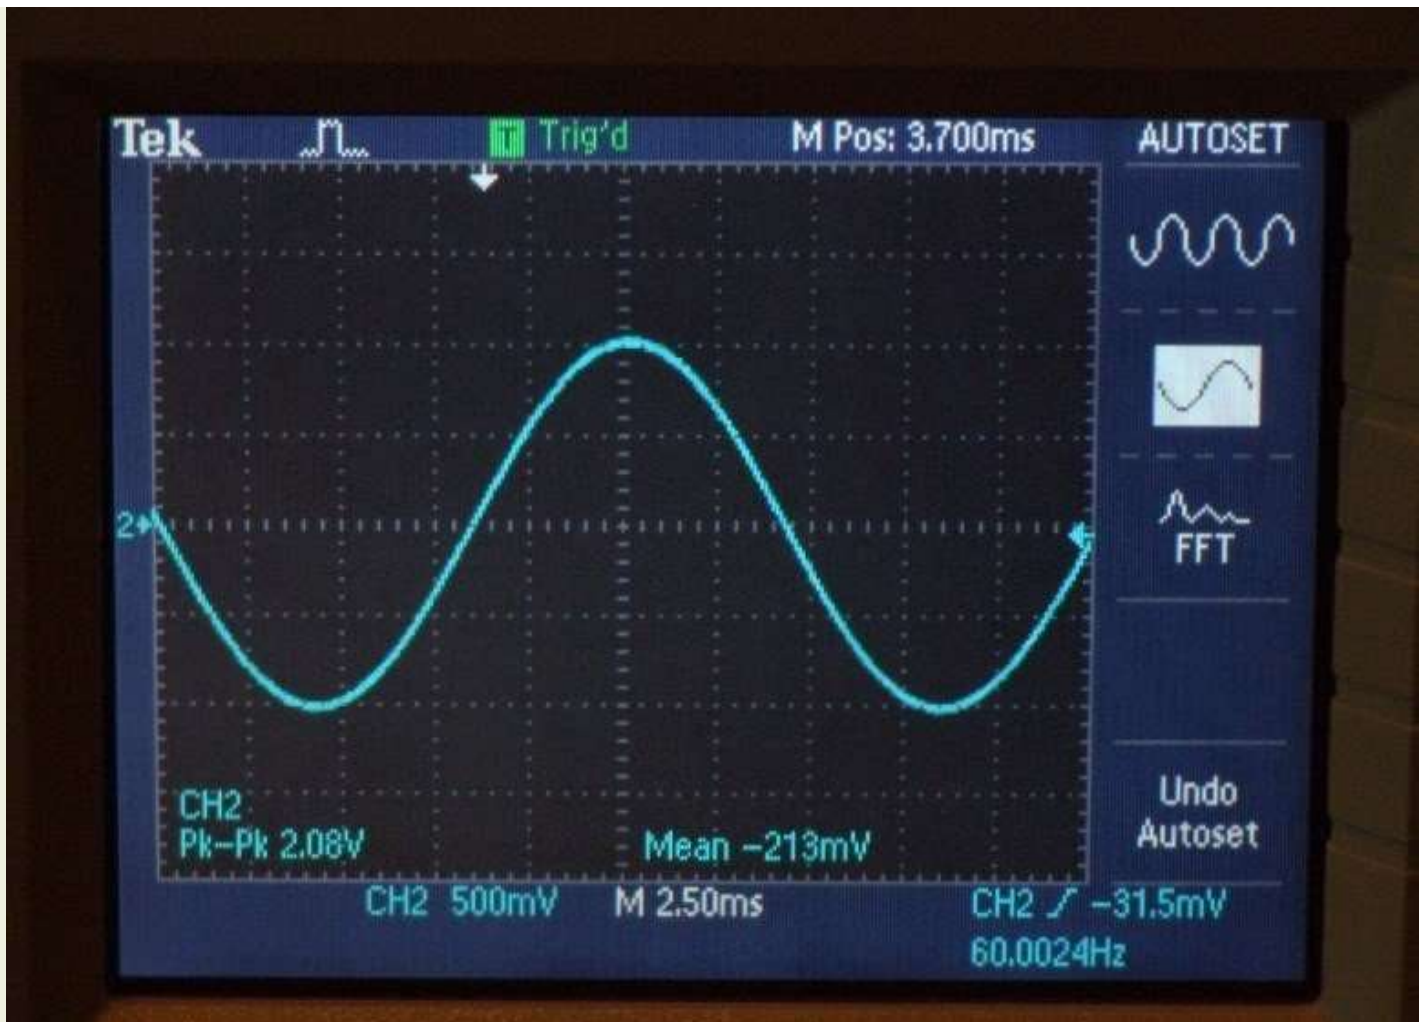 Tek T Trig'd M Pos: 3.700ms AUTOSET
2
FFT
CH2
Pk-Pk 2.08V Mean -213mV
Undo
Autoset
CH2 500mV M 2.50ms CH2 -31.5mV
60.0024Hz